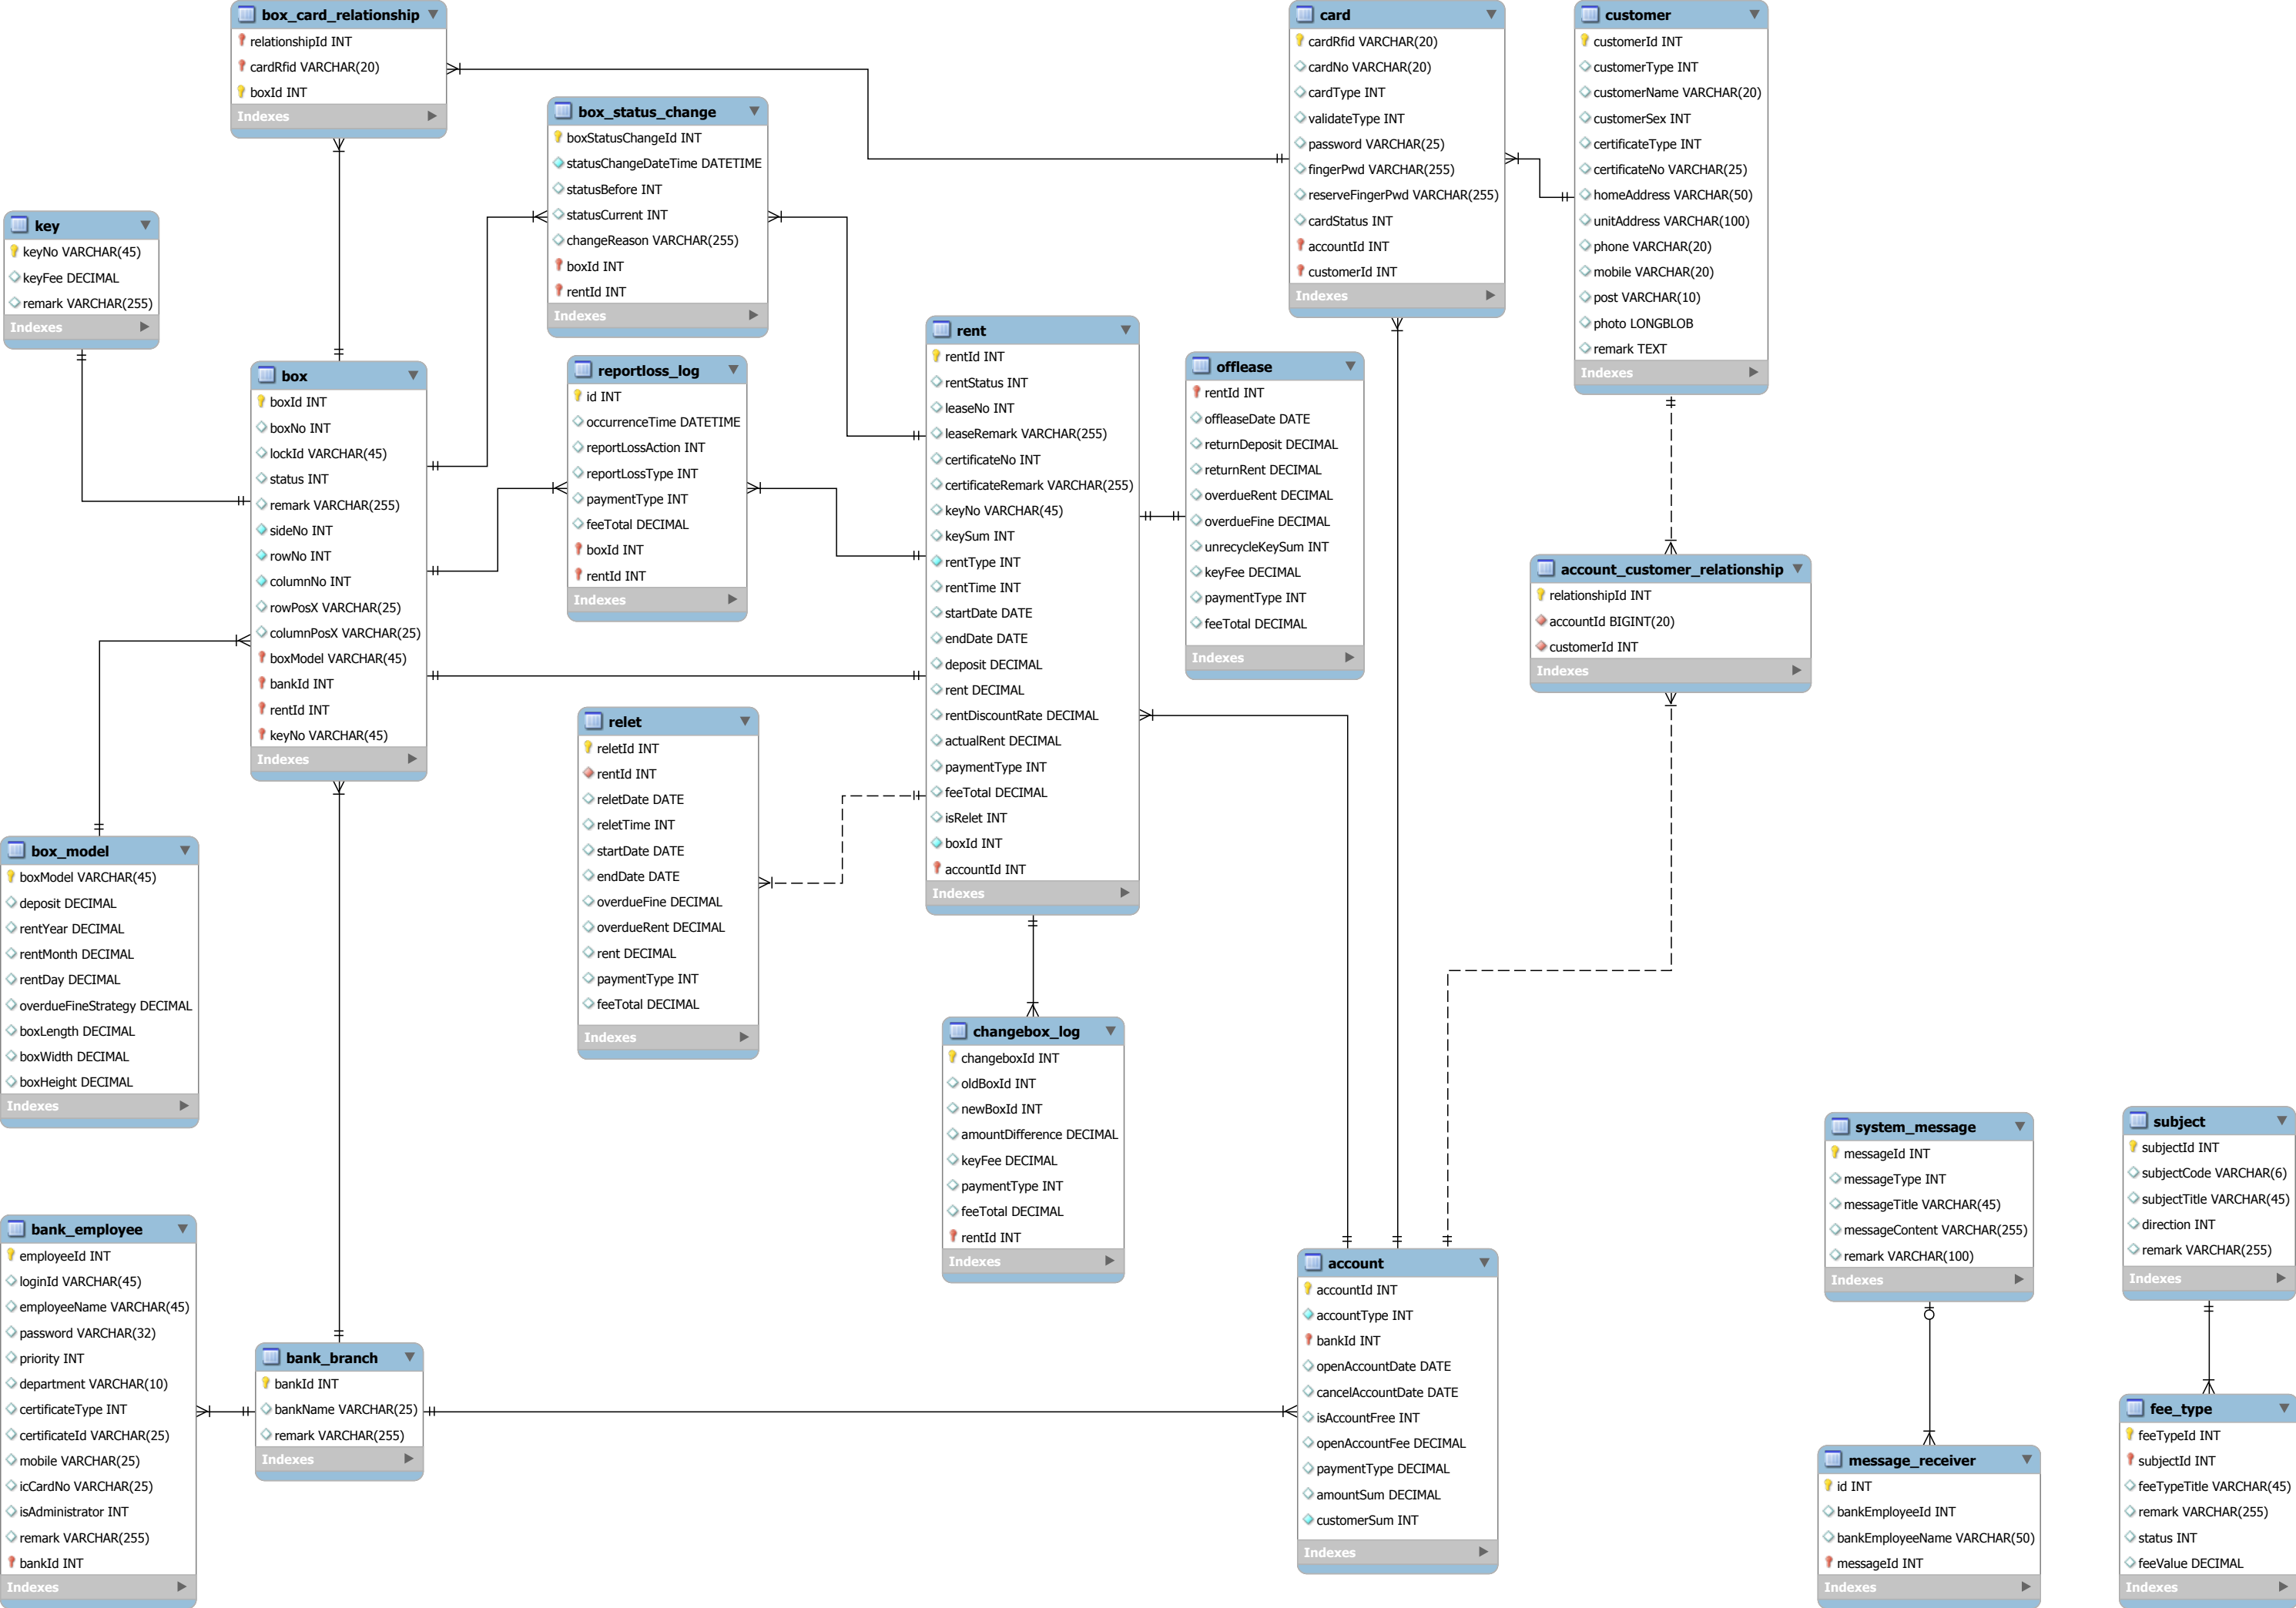 box_card_relationship
relationshipId INT
cardRfid VARCHAR(20)
boxId INT
Indexes
box_status_change
boxStatusChangeId INT
statusChangeDateTime DATETIME
statusBefore INT
statusCurrent INT
changeReason VARCHAR(255)
boxId INT
rentId INT
Indexes
card
cardRfid VARCHAR(20)
cardNo VARCHAR(20)
cardType INT
validateType INT
password VARCHAR(25)
fingerPwd VARCHAR(255)
reserveFingerPwd VARCHAR(255)
cardStatus INT
accountId INT
customerId INT
Indexes
customer
customerId INT
customerType INT
customerName VARCHAR(20)
customerSex INT
certificateType INT
certificateNo VARCHAR(25)
homeAddress VARCHAR(50)
unitAddress VARCHAR(100)
phone VARCHAR(20)
mobile VARCHAR(20)
post VARCHAR(10)
photo LONGBLOB
remark TEXT
Indexes
key
keyNo VARCHAR(45)
keyFee DECIMAL
remark VARCHAR(255)
Indexes
box
boxId INT
boxNo INT
lockId VARCHAR(45)
status INT
remark VARCHAR(255)
sideNo INT
rowNo INT
columnNo INT
rowPosX VARCHAR(25)
columnPosX VARCHAR(25)
boxModel VARCHAR(45)
bankId INT
rentId INT
keyNo VARCHAR(45)
Indexes
reportloss_log
id INT
occurrenceTime DATETIME
reportLossAction INT
reportLossType INT
paymentType INT
feeTotal DECIMAL
boxId INT
rentId INT
Indexes
rent
rentId INT
rentStatus INT
leaseNo INT
leaseRemark VARCHAR(255)
certificateNo INT
certificateRemark VARCHAR(255)
keyNo VARCHAR(45)
keySum INT
rentType INT
rentTime INT
startDate DATE
endDate DATE
deposit DECIMAL
rent DECIMAL
rentDiscountRate DECIMAL
actualRent DECIMAL
paymentType INT
feeTotal DECIMAL
isRelet INT
boxId INT
accountId INT
Indexes
offlease
rentId INT
offleaseDate DATE
returnDeposit DECIMAL
returnRent DECIMAL
overdueRent DECIMAL
overdueFine DECIMAL
unrecycleKeySum INT
keyFee DECIMAL
paymentType INT
feeTotal DECIMAL
Indexes
account_customer_relationship
relationshipId INT
accountId BIGINT(20)
customerId INT
Indexes
relet
reletId INT
rentId INT
reletDate DATE
reletTime INT
startDate DATE
endDate DATE
overdueFine DECIMAL
overdueRent DECIMAL
rent DECIMAL
paymentType INT
feeTotal DECIMAL
Indexes
box_model
boxModel VARCHAR(45)
deposit DECIMAL
rentYear DECIMAL
rentMonth DECIMAL
rentDay DECIMAL
overdueFineStrategy DECIMAL
boxLength DECIMAL
boxWidth DECIMAL
boxHeight DECIMAL
Indexes
changebox_log
changeboxId INT
oldBoxId INT
newBoxId INT
amountDifference DECIMAL
keyFee DECIMAL
paymentType INT
feeTotal DECIMAL
rentId INT
Indexes
bank_employee
employeeId INT
loginId VARCHAR(45)
employeeName VARCHAR(45)
password VARCHAR(32)
priority INT
department VARCHAR(10)
certificateType INT
certificateId VARCHAR(25)
mobile VARCHAR(25)
icCardNo VARCHAR(25)
isAdministrator INT
remark VARCHAR(255)
bankId INT
Indexes
bank_branch
bankId INT
bankName VARCHAR(25)
remark VARCHAR(255)
Indexes
account
accountId INT
accountType INT
bankId INT
openAccountDate DATE
cancelAccountDate DATE
isAccountFree INT
openAccountFee DECIMAL
paymentType DECIMAL
amountSum DECIMAL
customerSum INT
Indexes
system_message
messageId INT
messageType INT
messageTitle VARCHAR(45)
messageContent VARCHAR(255)
remark VARCHAR(100)
Indexes
subject
subjectId INT
subjectCode VARCHAR(6)
subjectTitle VARCHAR(45)
direction INT
remark VARCHAR(255)
Indexes
message_receiver
id INT
bankEmployeeId INT
bankEmployeeName VARCHAR(50)
messageId INT
Indexes
fee_type
feeTypeId INT
subjectId INT
feeTypeTitle VARCHAR(45)
remark VARCHAR(255)
status INT
feeValue DECIMAL
Indexes